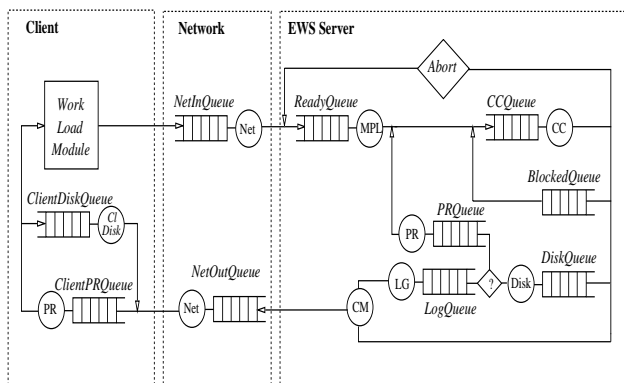 Client
Network
EWS Server
Abort
Work
Load
Module
NetInQueue
Net
ReadyQueue
MPL
CCQueue
CC
BlockedQueue
ClientDiskQueue
Cl
Disk
PRQueue
PR
ClientPRQueue
PR
NetOutQueue
Net
CM
LG
LogQueue
?
Disk
DiskQueue